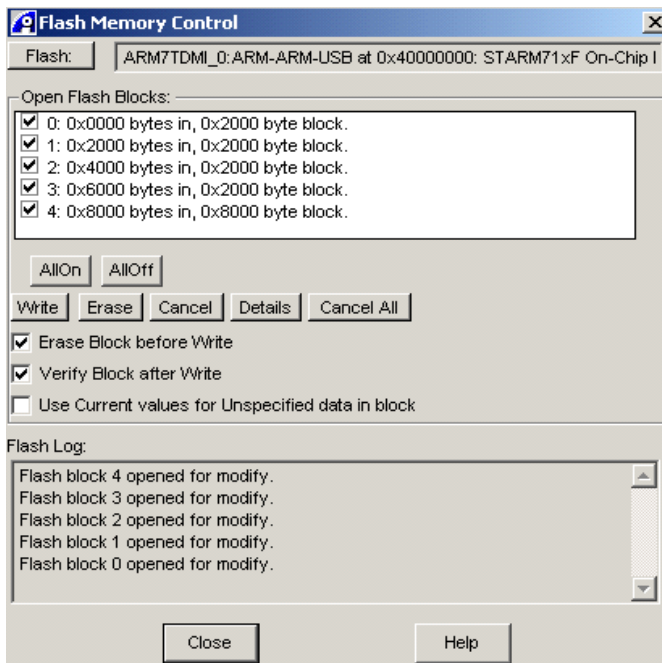 Flash Memory Control
Flash: ARM7TDMI_0:ARM-ARM-USB at 0x40000000: STARM71xF On-Chip
Open Flash Blocks:
0: 0x0000 bytes in, 0x2000 byte block.
1: 0x2000 bytes in, 0x2000 byte block.
2: 0x4000 bytes in, 0x2000 byte block.
3: 0x6000 bytes in, 0x2000 byte block.
4: 0x8000 bytes in, 0x8000 byte block.
AllOn AllOff
Write Erase Cancel Details Cancel All
Erase Block before Write
Verify Block after Write
Use Current values for Unspecified data in block
Flash Log:
Flash block 4 opened for modify.
Flash block 3 opened for modify.
Flash block 2 opened for modify.
Flash block 1 opened for modify.
Flash block 0 opened for modify.
Close Help